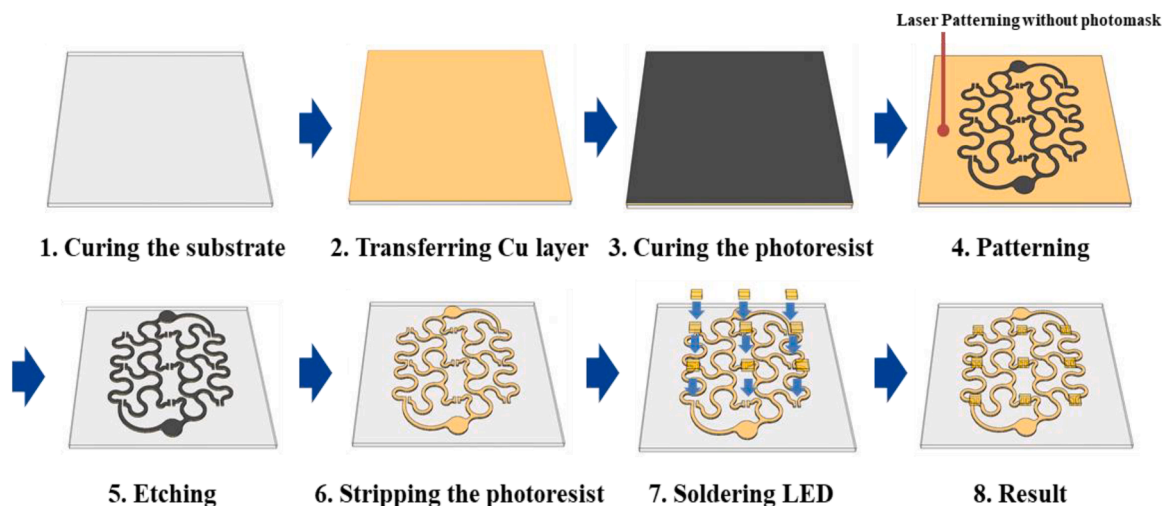 Laser Patterning without photomask
1. Curing the substrate
2. Transferring Cu layer
3. Curing the photoresist
4. Patterning
5. Etching
6. Stripping the photoresist
7. Soldering LED
8. Result